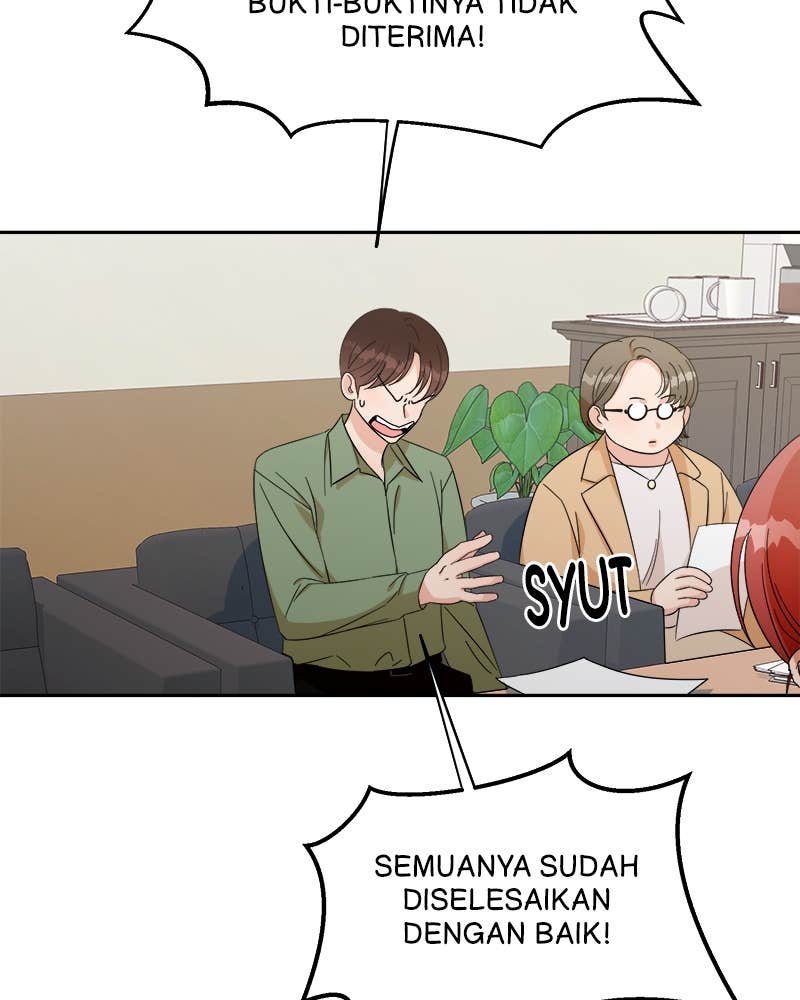 BUKTI-BUKTINYA TIDAK
DITERIMA!
SYUT
SEMUANYA SUDAH
DISELESAIKAN
DENGAN BAIK!